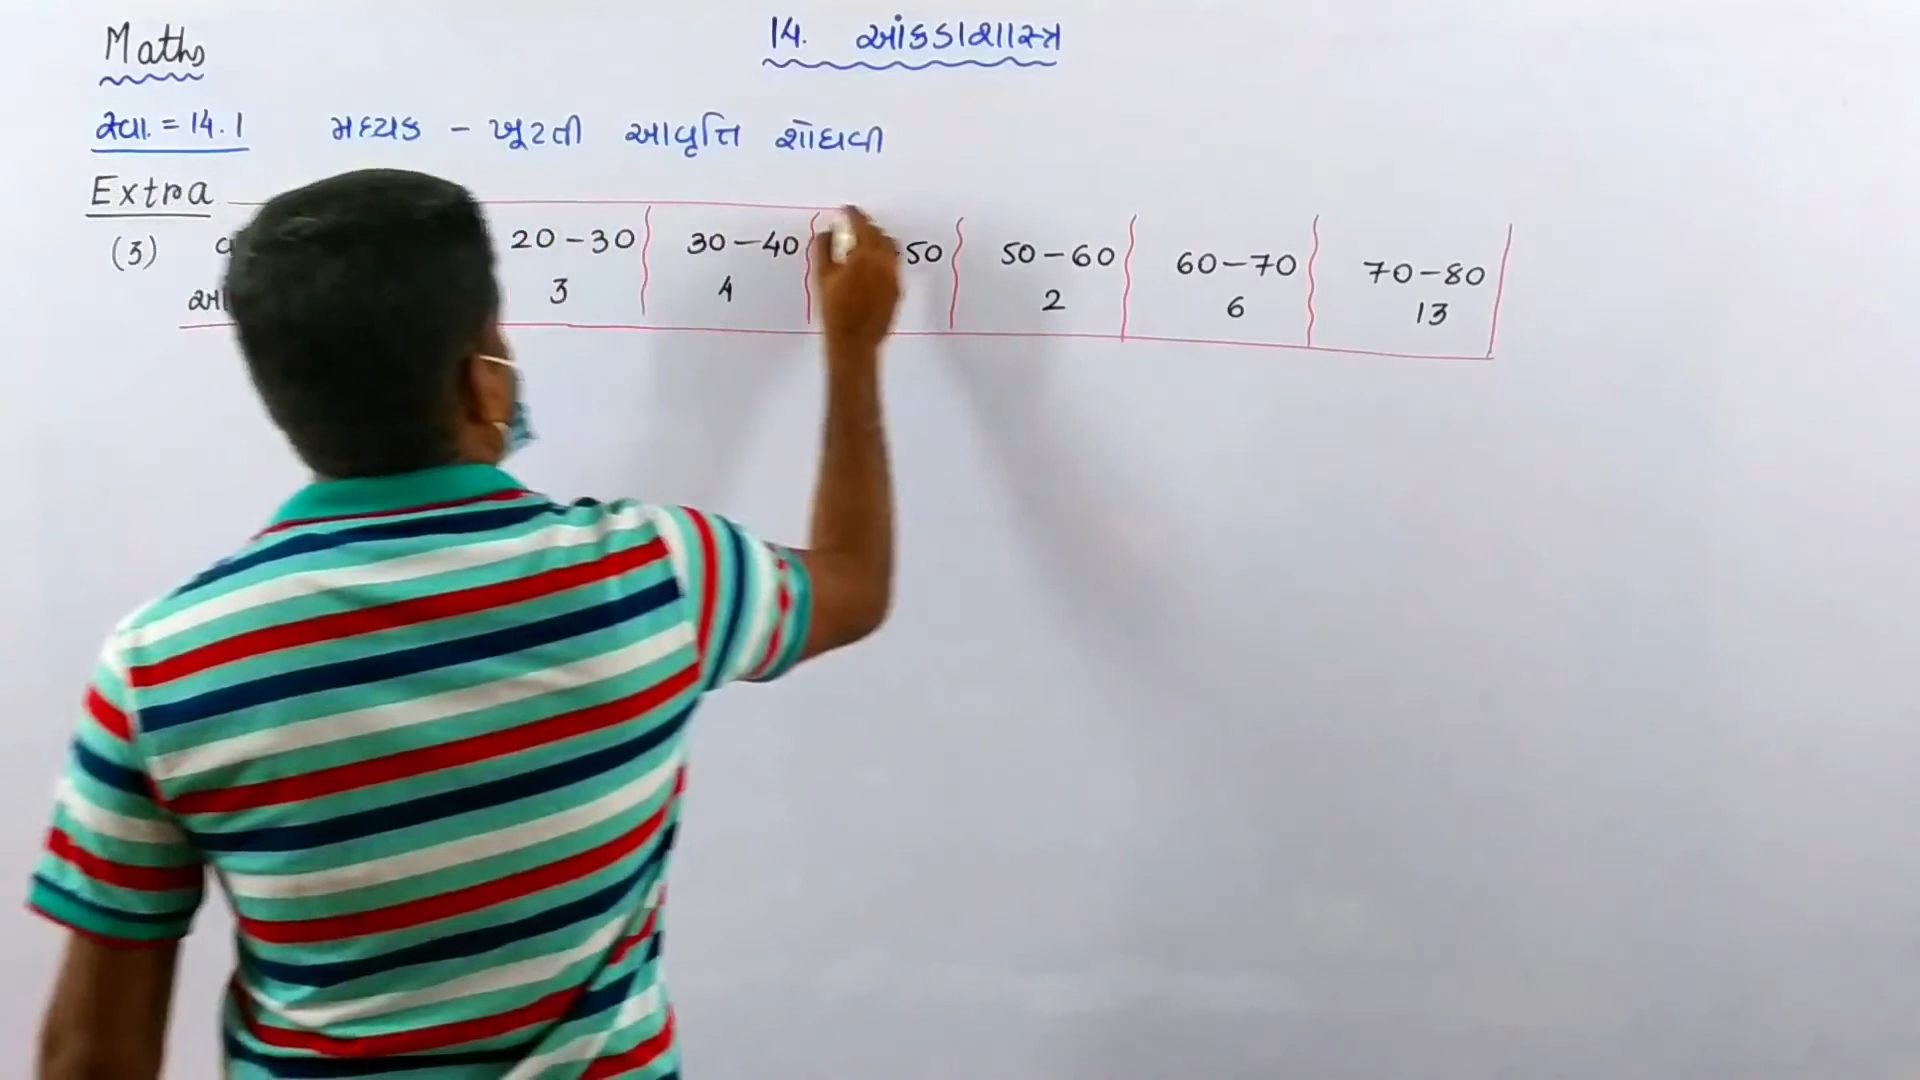 Maths
14. આંકડાશાસ્ત્ર
સ્વા. = 14.1 મધ્યક - ખૂટતી આવૃત્તિ શોધવી
Extra
(3) 20-30 30-40 50 50-60 60-70 70-80
3 4 2 6 13